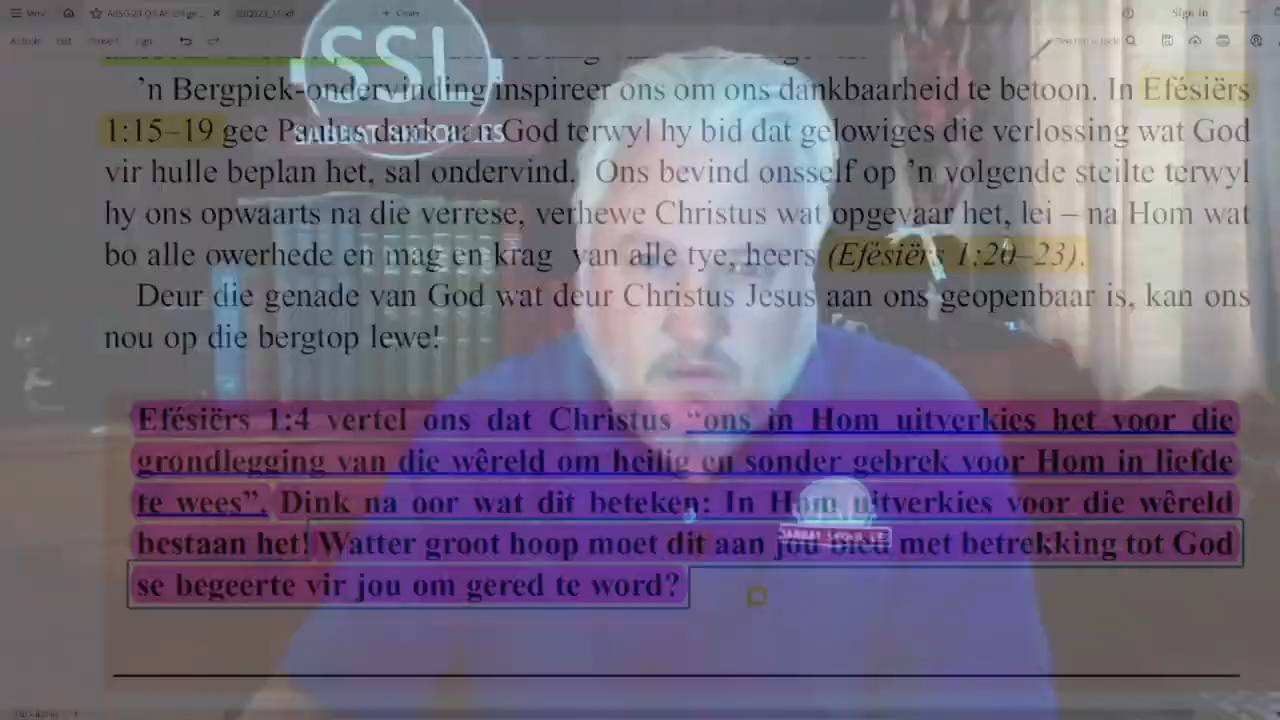 Menu
Create
Sign in
SSL
SABBATSKOOL LES
’n Bergpiek-ondervinding inspireer ons om ons dankbaarheid te betoon. In Efésiërs
1:15–19 gee Paulus dank aan God terwyl hy bid dat gelowiges die verlossing wat God
vir hulle beplan het, sal ondervind. Ons bevind onsself op ’n volgende steilte terwyl
hy ons opwaarts na die verrese, verhewe Christus wat opgevaar het, lei – na Hom wat
bo alle owerhede en mag en krag van alle tye, heers (Efésiërs 1:20–23).
Deur die genade van God wat deur Christus Jesus aan ons geopenbaar is, kan ons
nou op die bergtop lewe!
Efésiërs 1:4 vertel ons dat Christus “ons in Hom uitverkies het voor die
grondlegging van die wêreld om heilig en sonder gebrek voor Hom in liefde
te wees”. Dink na oor wat dit beteken: In Hom uitverkies voor die wêreld
bestaan het! Watter groot hoop moet dit aan jou bied met betrekking tot God
se begeerte vir jou om gered te word?